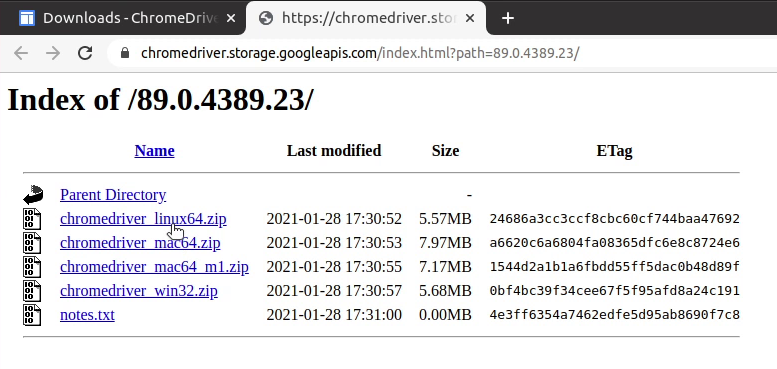 Downloads - ChromeDrive
https://chromedriver.sto
chromedriver.storage.googleapis.com/index.html?path=89.0.4389.23/
Index of /89.0.4389.23/
Name Last modified Size ETag
Parent Directory -
chromedriver_linux64.zip 2021-01-28 17:30:52 5.57MB 24686a3cc3ccf8cbc60cf744baa47692
chromedriver_mac64.zip 2021-01-28 17:30:53 7.97MB a6620c6a6804fa08365dfc6e8c8724e6
chromedriver_mac64_m1.zip 2021-01-28 17:30:55 7.17MB 1544d2a1b1a6fbdd55ff5dac0b48d89f
chromedriver_win32.zip 2021-01-28 17:30:57 5.68MB 0bf4bc39f34cee67f5f95afd8a24c191
notes.txt 2021-01-28 17:31:00 0.00MB 4e3ff6354a7462edfe5d95ab8690f7c8